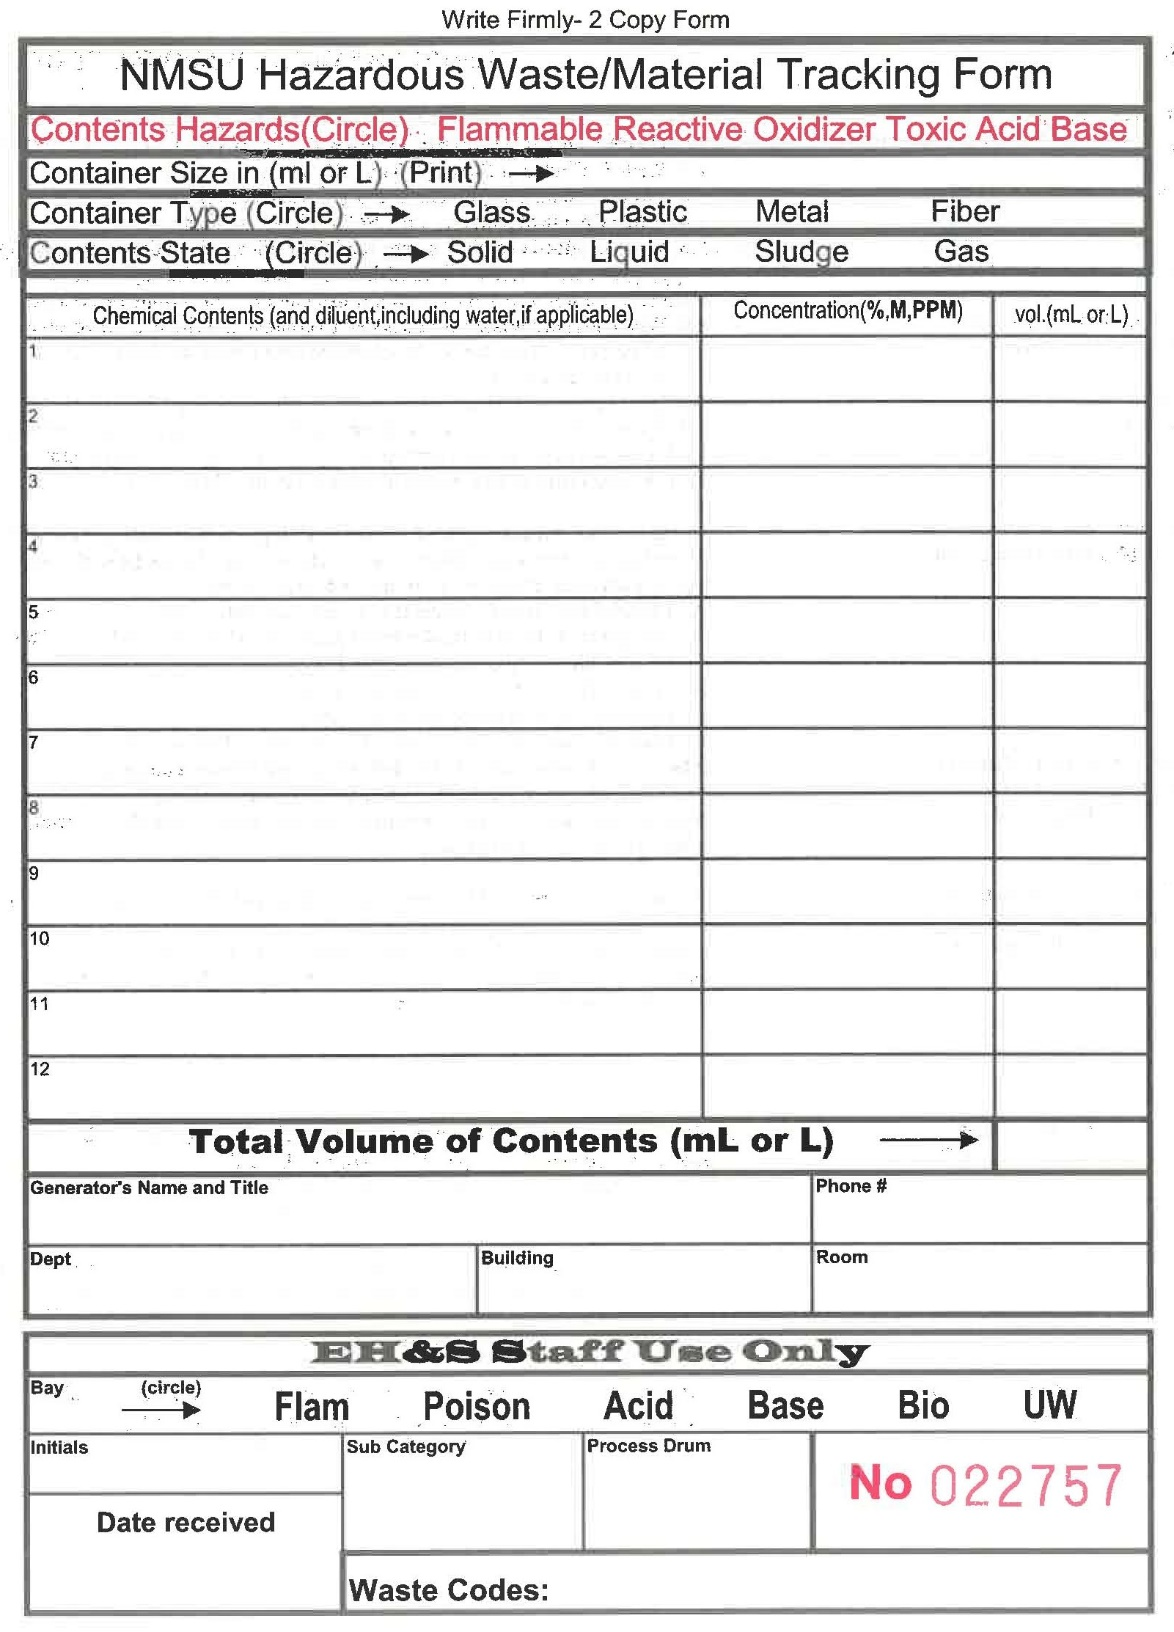 Write Firmly- 2 Copy Form
NMSU Hazardous Waste/Material Tracking Form
Contents Hazards(Circle) Flammable Reactive Oxidizer Toxic Acid Base
Container Size in (ml or L) (Print) →
Container Type (Circle) → Glass Plastic Metal Fiber
Contents State (Circle) → Solid Liquid Sludge Gas
Chemical Contents (and diluent,including water,if applicable) Concentration(%,M,PPM) vol.(mL or L)
1
2
3
4
5
6
7
8
9
10
11
12
Total Volume of Contents (mL or L) →
Generator's Name and Title Phone #
Dept Building Room
EH&S Staff Use Only
Bay (circle) → Flam Poison Acid Base Bio UW
Initials Sub Category Process Drum
No 022757
Date received
Waste Codes: